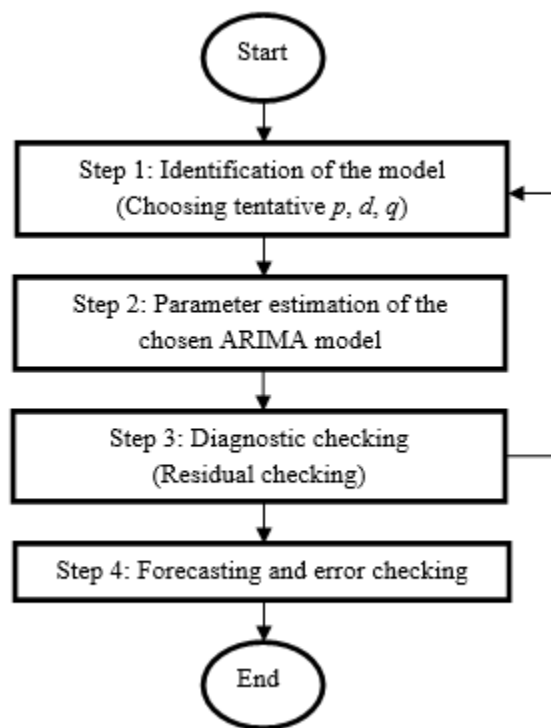 Start
Step 1: Identification of the model
(Choosing tentative p, d, q)
Step 2: Parameter estimation of the
chosen ARIMA model
Step 3: Diagnostic checking
(Residual checking)
Step 4: Forecasting and error checking
End